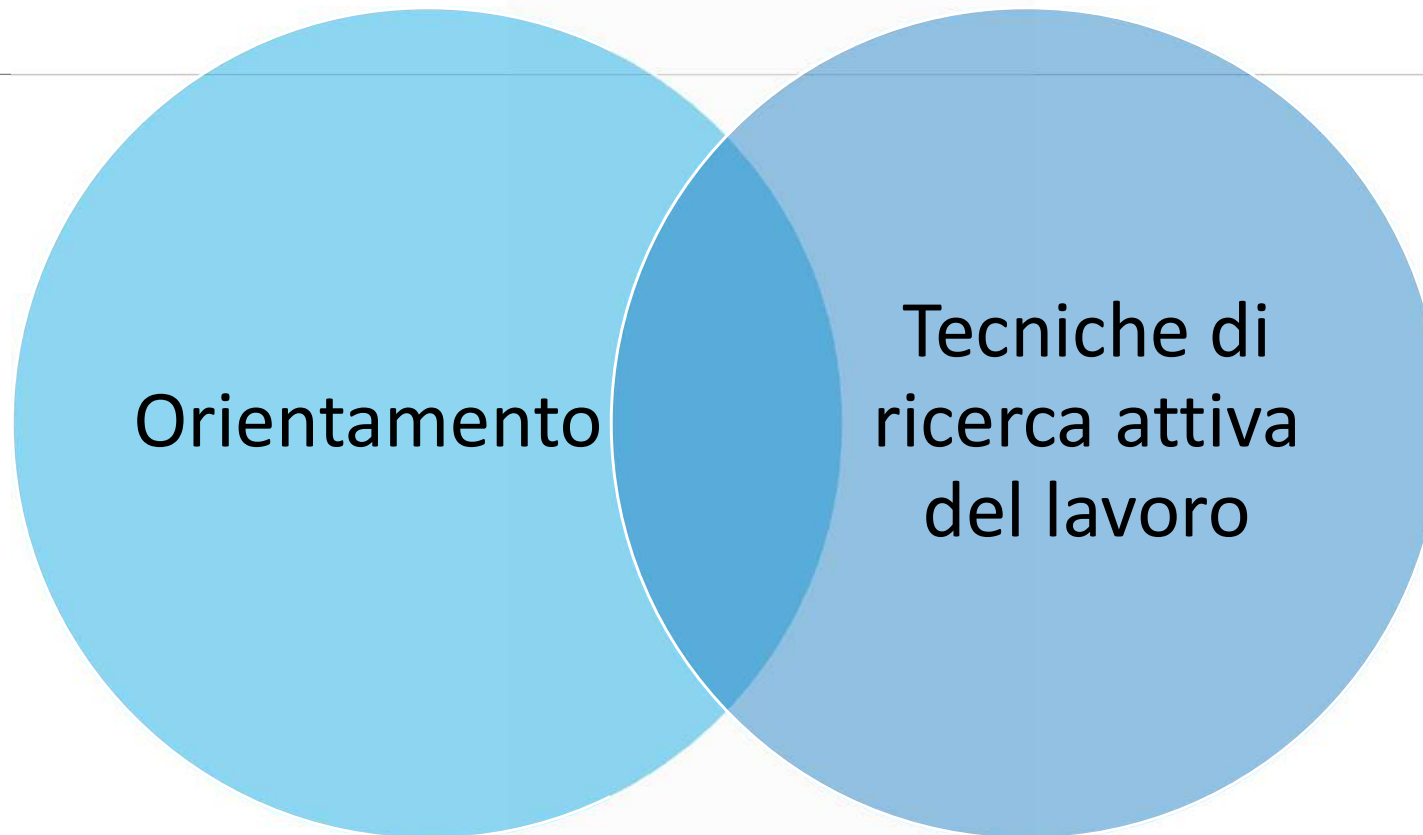 Orientamento
Tecniche di
ricerca attiva
del lavoro